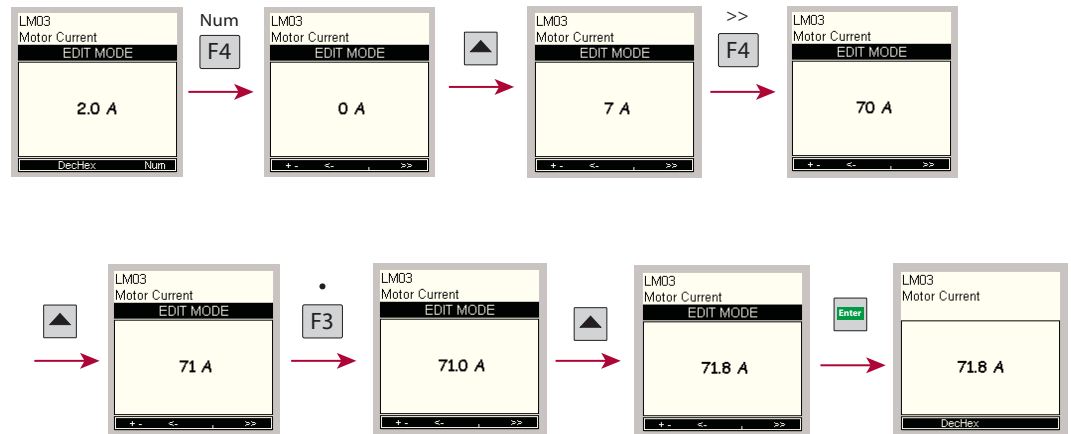 LM03
Motor Current
EDIT MODE
2.0 A
DecHex Num
Num
F4
LM03
Motor Current
EDIT MODE
0 A
+ - <- , >>
LM03
Motor Current
EDIT MODE
7 A
+ - <- , >>
>>
F4
LM03
Motor Current
EDIT MODE
70 A
+ - <- , >>
LM03
Motor Current
EDIT MODE
71 A
+ - <- , >>
•
F3
LM03
Motor Current
EDIT MODE
71.0 A
+ - <- , >>
LM03
Motor Current
EDIT MODE
71.8 A
+ - <- , >>
Enter
LM03
Motor Current
71.8 A
DecHex